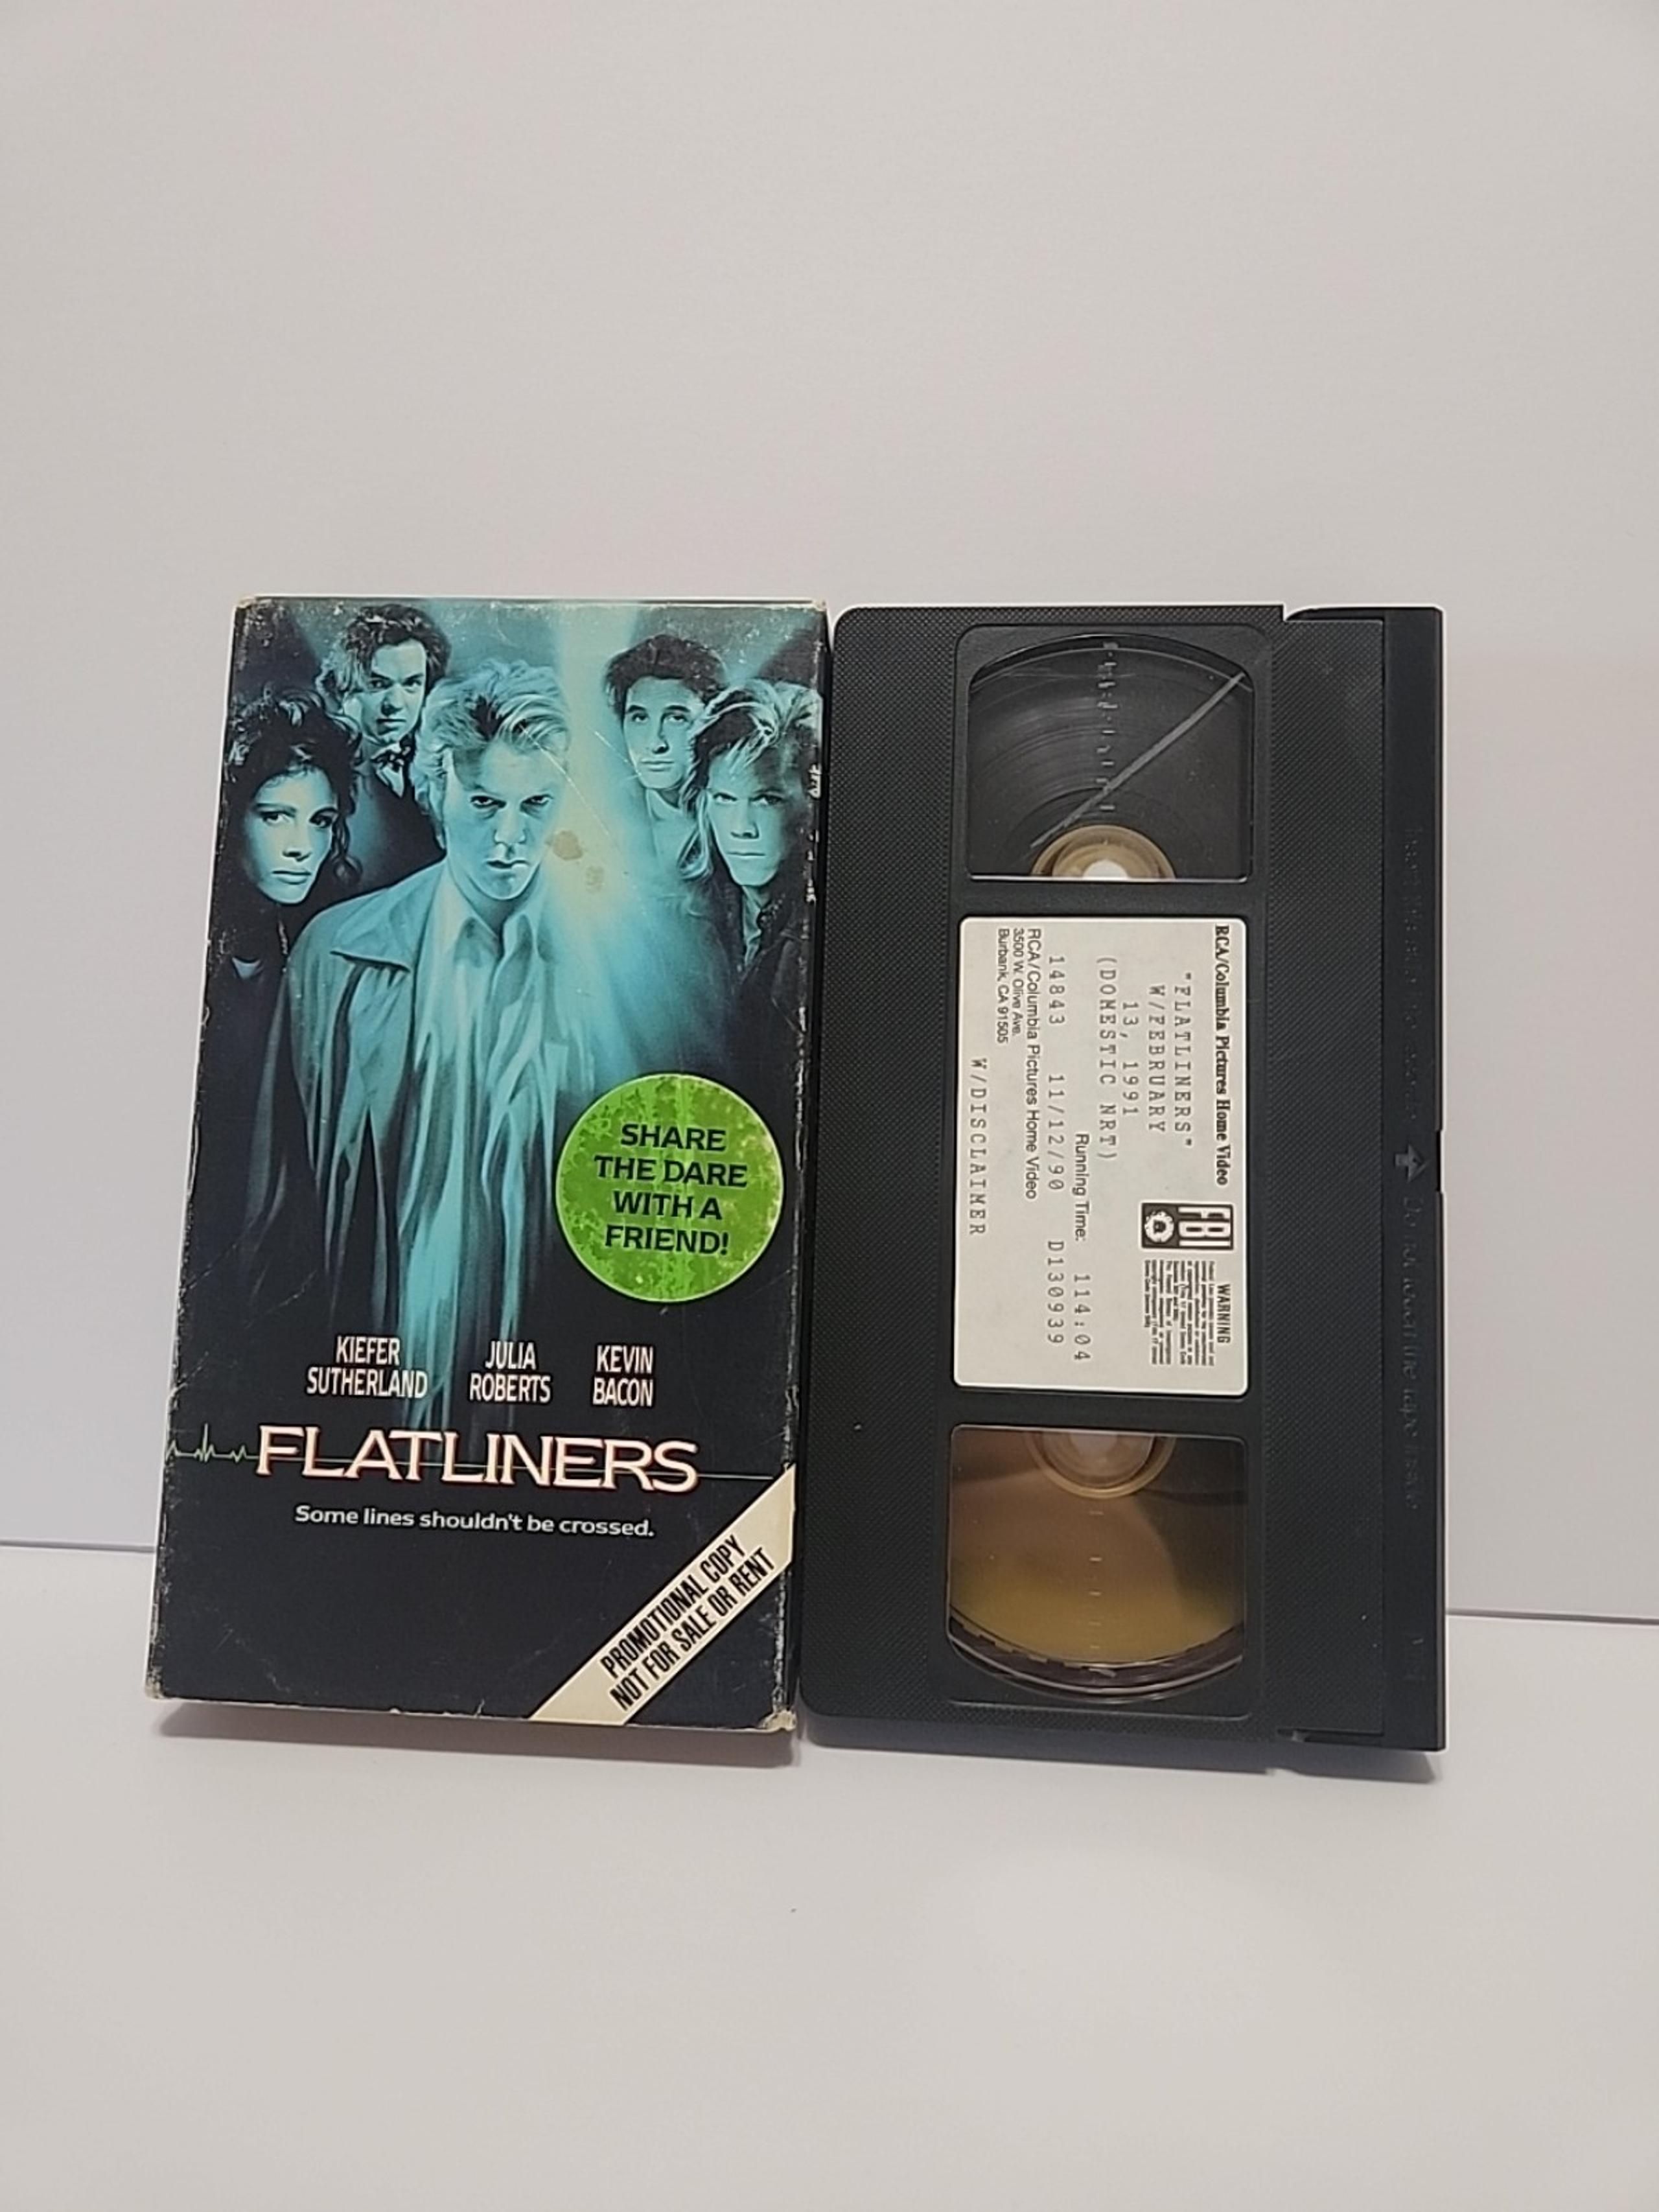 SHARE
THE DARE
WITH A
FRIEND!
KIEFER
SUTHERLAND
JULIA
ROBERTS
KEVIN
BACON
FLATLINERS
Some lines shouldn't be crossed.
PROMOTIONAL COPY
NOT FOR SALE OR RENT
RCA/Columbia Pictures Home Video
"FLATLINERS"
W/FEBRUARY
13, 1991
(DOMESTIC NRT)
FBI
WARNING
Running Time: 114:04
14843 11/12/90 D130939
RCA/Columbia Pictures Home Video
3500 W. Olive Ave.
Burbank, CA 91505
W/DISCLAIMER